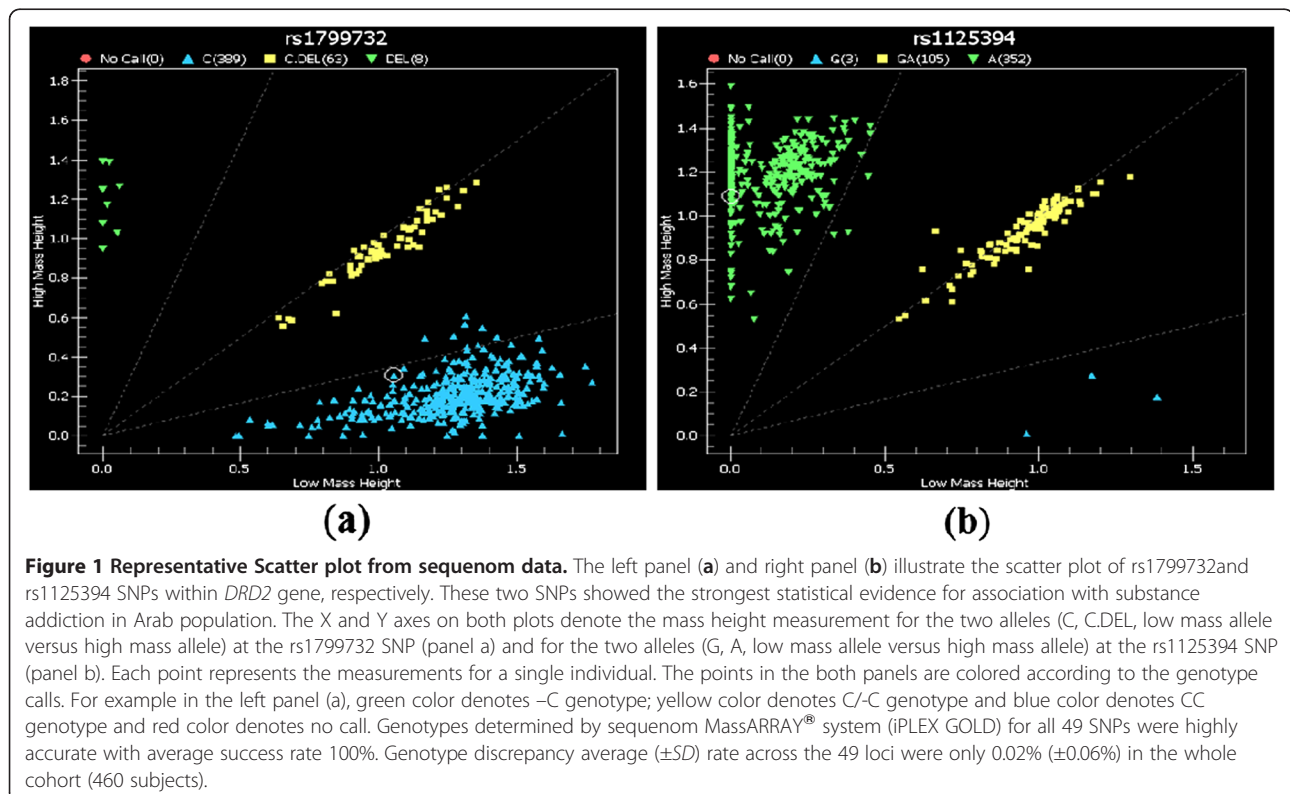 rs1799732
No Call(0) C(389) C.DEL(63) DEL(8)
High Mass Height
1.8
1.6
1.4
1.2
1.0
0.8
0.6
0.4
0.2
0.0
0.0 0.5 1.0 1.5
Low Mass Height
(a)
rs1125394
No Call(0) G(3) GA(105) A(352)
High Mass Height
1.6
1.4
1.2
1.0
0.8
0.6
0.4
0.2
0.0
0.0 0.5 1.0 1.5
Low Mass Height
(b)
Figure 1 Representative Scatter plot from sequenom data. The left panel (a) and right panel (b) illustrate the scatter plot of rs1799732and
rs1125394 SNPs within DRD2 gene, respectively. These two SNPs showed the strongest statistical evidence for association with substance
addiction in Arab population. The X and Y axes on both plots denote the mass height measurement for the two alleles (C, C.DEL, low mass allele
versus high mass allele) at the rs1799732 SNP (panel a) and for the two alleles (G, A, low mass allele versus high mass allele) at the rs1125394 SNP
(panel b). Each point represents the measurements for a single individual. The points in the both panels are colored according to the genotype
calls. For example in the left panel (a), green color denotes –C genotype; yellow color denotes C/-C genotype and blue color denotes CC
genotype and red color denotes no call. Genotypes determined by sequenom MassARRAY® system (iPLEX GOLD) for all 49 SNPs were highly
accurate with average success rate 100%. Genotype discrepancy average (±SD) rate across the 49 loci were only 0.02% (±0.06%) in the whole
cohort (460 subjects).